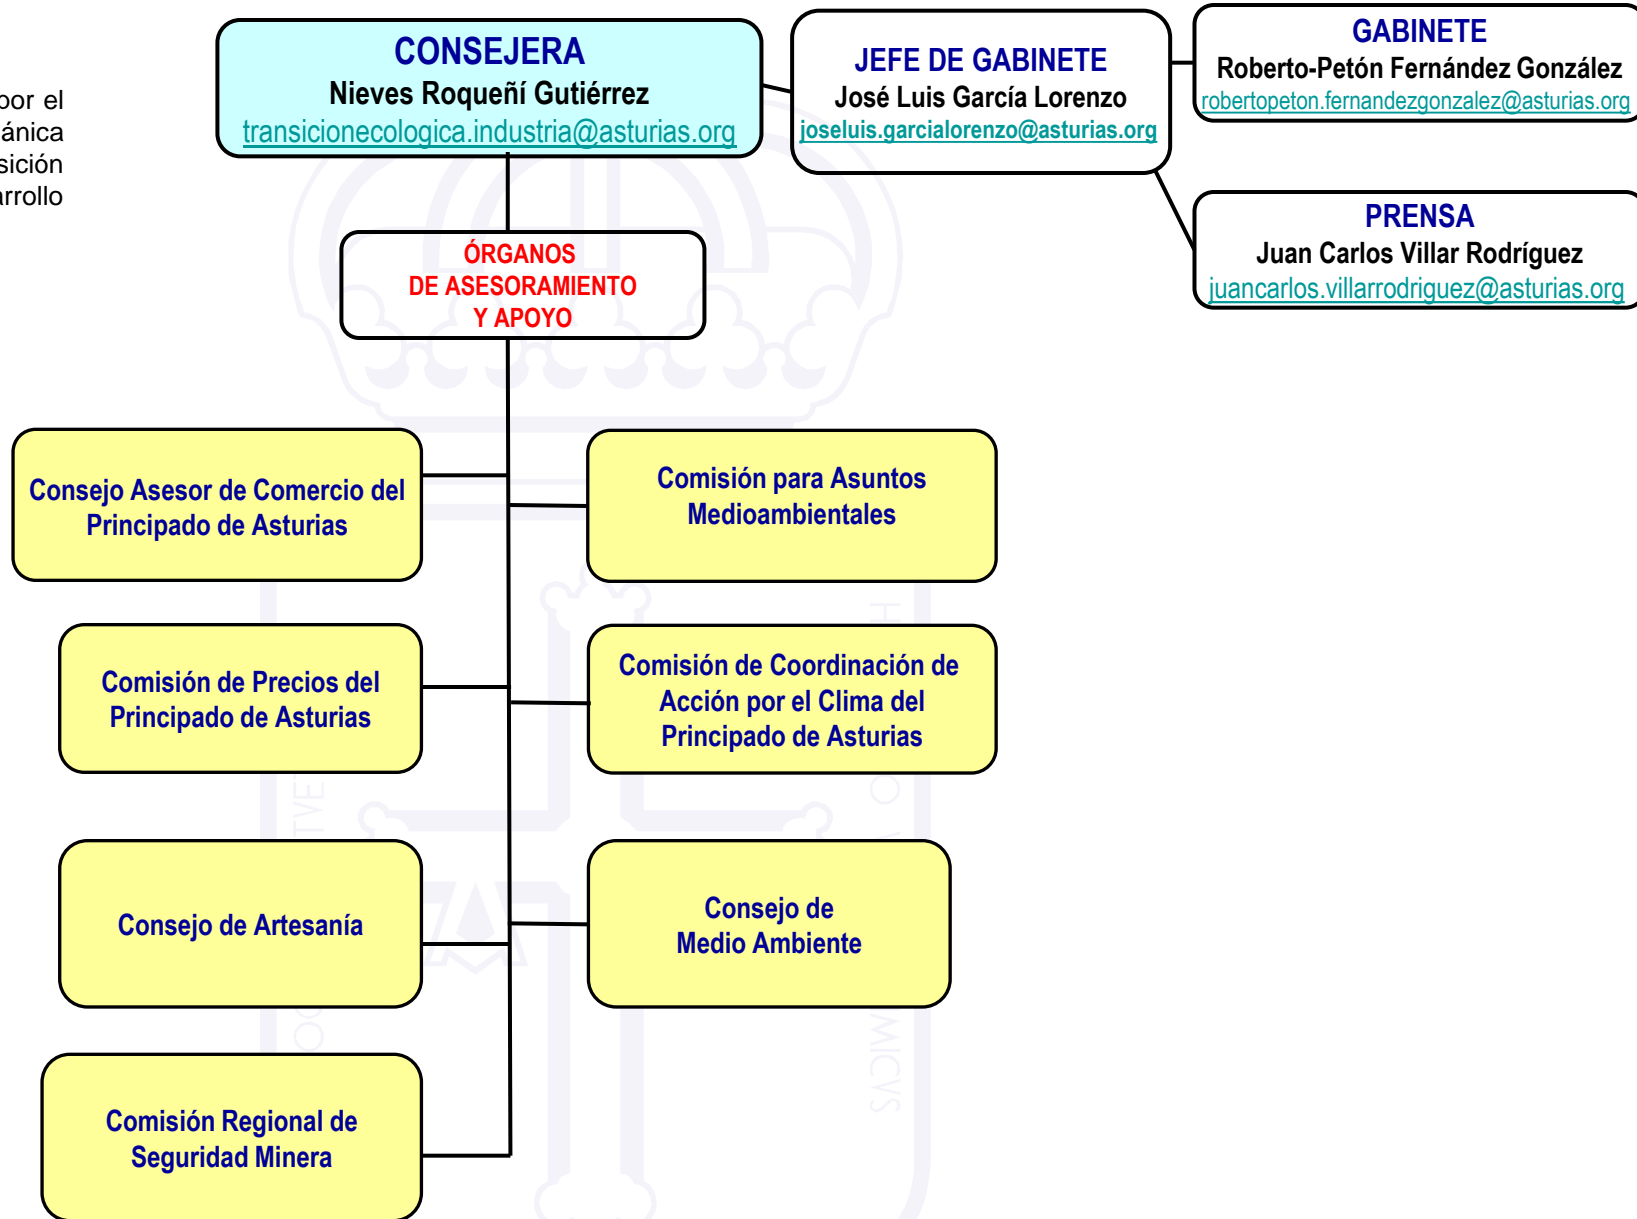 por el
ánica
sición
arrollo
CONSEJERA
Nieves Roqueñí Gutiérrez
transicionecologica.industria@asturias.org
JEFE DE GABINETE
José Luis García Lorenzo
joseluis.garcialorenzo@asturias.org
GABINETE
Roberto-Petón Fernández González
robertopeton.fernandezgonzalez@asturias.org
PRENSA
Juan Carlos Villar Rodríguez
juancarlos.villarrodriguez@asturias.org
ÓRGANOS
DE ASESORAMIENTO
Y APOYO
Consejo Asesor de Comercio del
Principado de Asturias
Comisión para Asuntos
Medioambientales
Comisión de Precios del
Principado de Asturias
Comisión de Coordinación de
Acción por el Clima del
Principado de Asturias
Consejo de Artesanía
Consejo de
Medio Ambiente
Comisión Regional de
Seguridad Minera